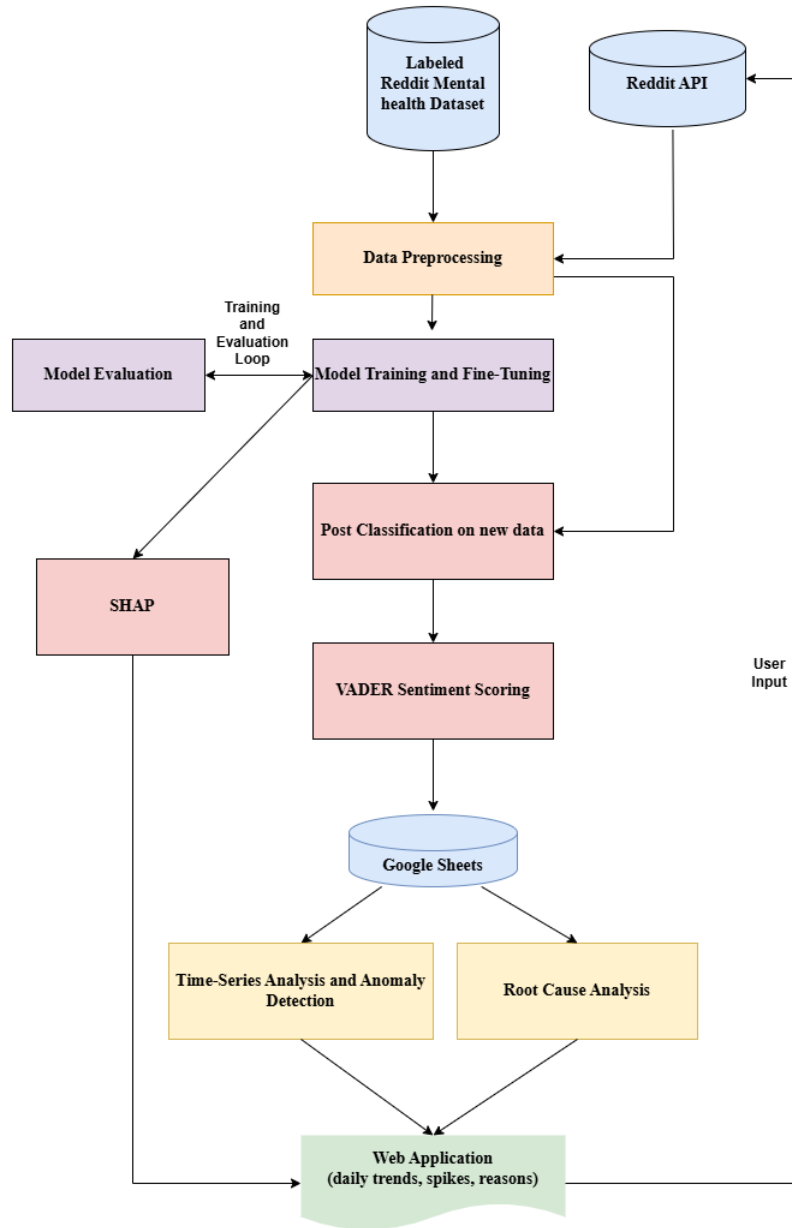 Labeled
Reddit Mental
health Dataset
Reddit API
Data Preprocessing
Training
and
Evaluation
Loop
Model Evaluation
Model Training and Fine-Tuning
Post Classification on new data
SHAP
VADER Sentiment Scoring
User
Input
Google Sheets
Time-Series Analysis and Anomaly
Detection
Root Cause Analysis
Web Application
(daily trends, spikes, reasons)